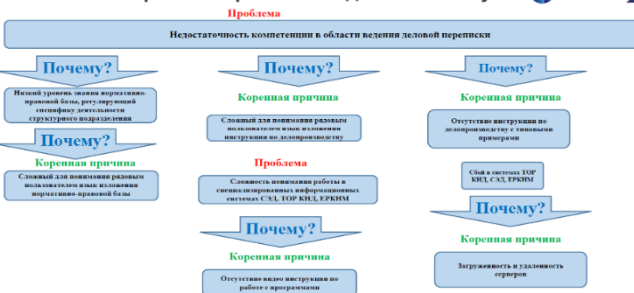 Проблема
Недостаточность компетенции в области ведения деловой переписки
Почему?
Низкий уровень знания нормативно-
правовой базы, регулирующий
специфику деятельности
структурного подразделения
Почему?
Коренная причина
Сложный для понимания рядовым
пользователем язык изложения
нормативно-правовой базы
Почему?
Коренная причина
Сложный для понимания рядовым
пользователем язык изложения
инструкции по делопроизводству
Проблема
Сложность понимания работы в
специализированных информационных
системах СЭД, ТОР КНД, ЕРКНМ
Почему?
Коренная причина
Отсутствие видео инструкции по
работе с программами
Почему?
Коренная причина
Отсутствие инструкции по
делопроизводству с типовыми
примерами
Сбой в системах ТОР
КНД, СЭД, ЕРКНМ
Почему?
Коренная причина
Загруженность и удаленность
серверов